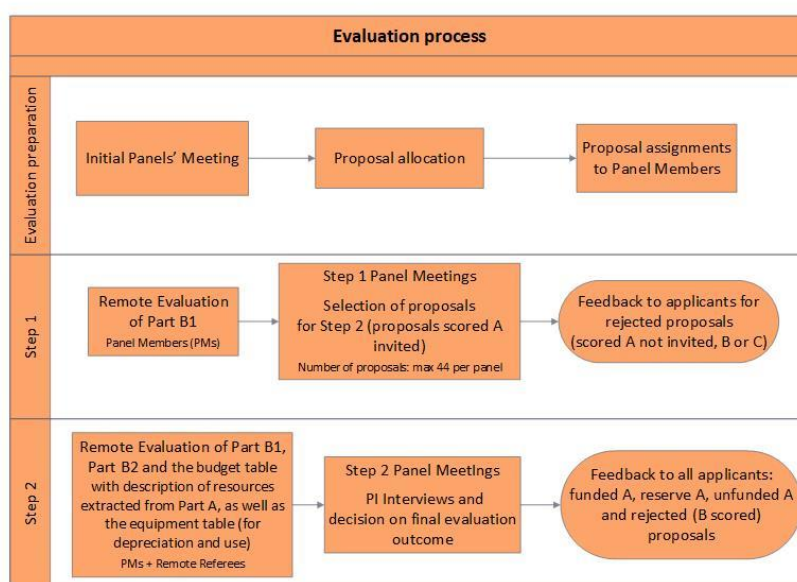 Evaluation process
Evaluation preparation
Initial Panels' Meeting
Proposal allocation
Proposal assignments
to Panel Members
Step 1
Remote Evaluation
of Part B1
Panel Members (PMs)
Step 1 Panel Meetings
Selection of proposals
for Step 2 (proposals scored A
invited)
Number of proposals: max 44 per panel
Feedback to applicants for
rejected proposals
(scored A not invited, B or C)
Step 2
Remote Evaluation of Part B1,
Part B2 and the budget table
with description of resources
extracted from Part A, as well as
the equipment table (for
depreciation and use)
PMs + Remote Referees
Step 2 Panel Meetings
PI Interviews and
decision on final evaluation
outcome
Feedback to all applicants:
funded A, reserve A, unfunded A
and rejected (B scored)
proposals